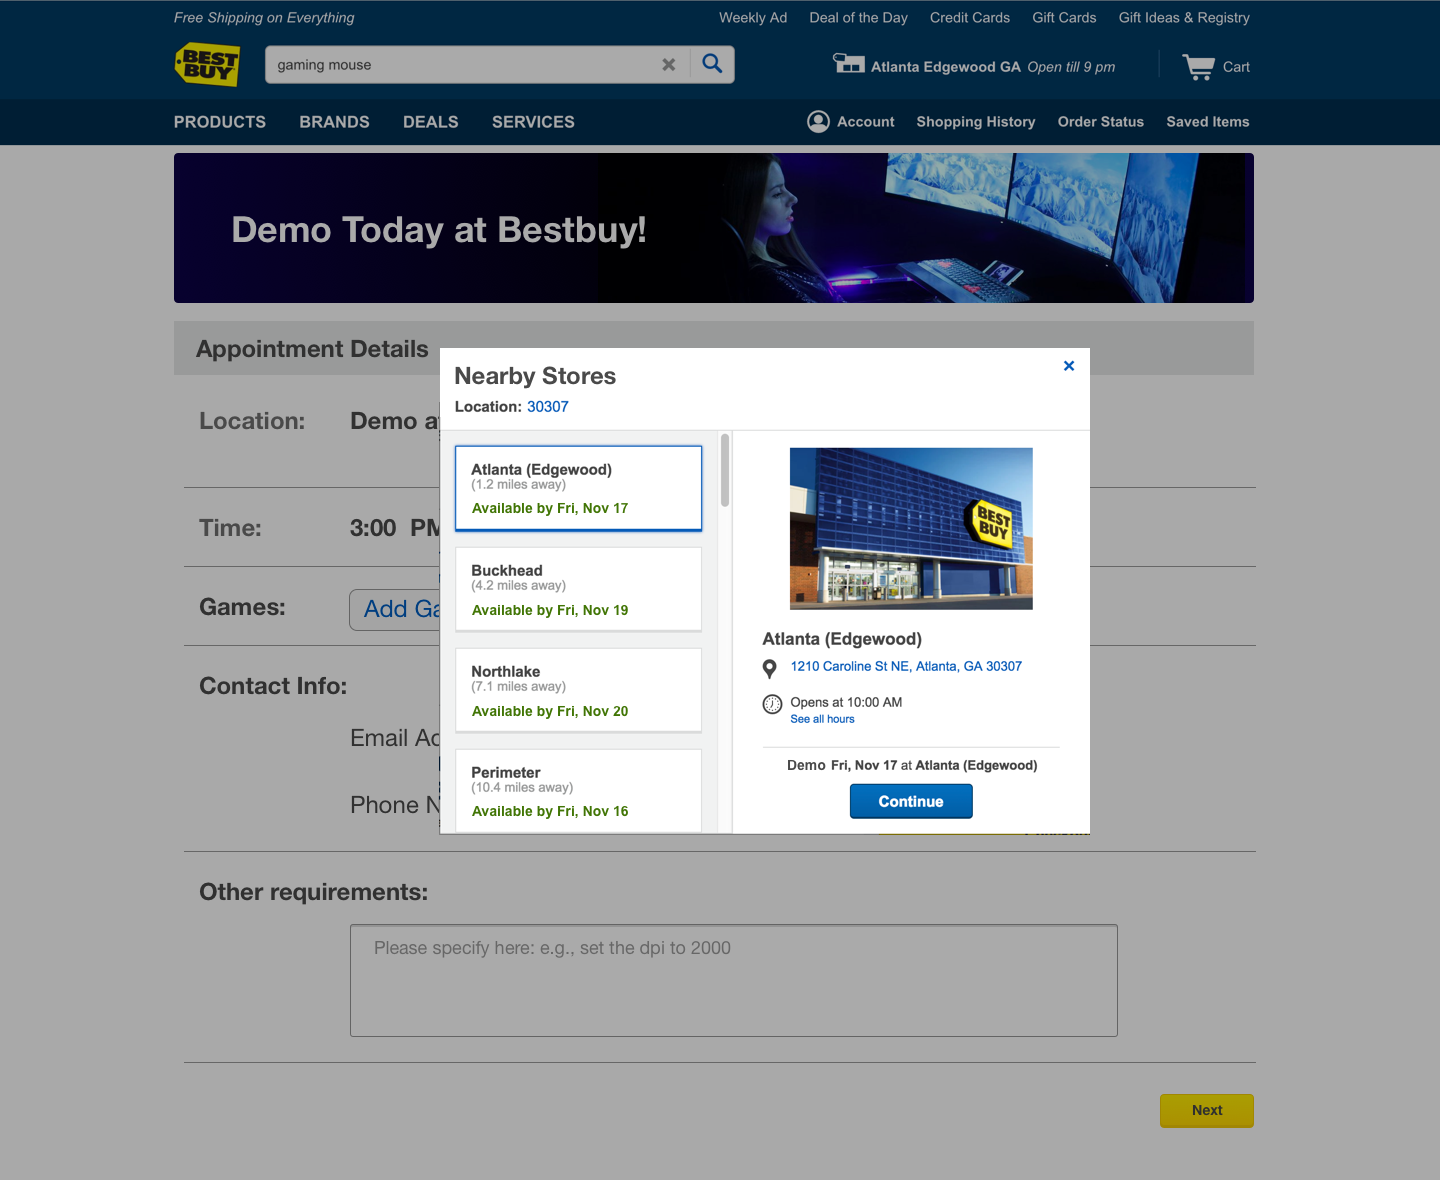 Free Shipping on Everything
Weekly Ad Deal of the Day Credit Cards Gift Cards Gift Ideas & Registry
BEST BUY
gaming mouse
Atlanta Edgewood GA Open till 9 pm
Cart
PRODUCTS BRANDS DEALS SERVICES
Account Shopping History Order Status Saved Items
Demo Today at Bestbuy!
Appointment Details
Location: Demo a
Time: 3:00 PM
Games: Add Ga
Contact Info:
Email Ad
Phone N
Nearby Stores
Location: 30307
Atlanta (Edgewood)
(1.2 miles away)
Available by Fri, Nov 17
Buckhead
(4.2 miles away)
Available by Fri, Nov 19
Northlake
(7.1 miles away)
Available by Fri, Nov 20
Perimeter
(10.4 miles away)
Available by Fri, Nov 16
BEST
BUY
Atlanta (Edgewood)
1210 Caroline St NE, Atlanta, GA 30307
Opens at 10:00 AM
See all hours
Demo Fri, Nov 17 at Atlanta (Edgewood)
Continue
Other requirements:
Please specify here: e.g., set the dpi to 2000
Next